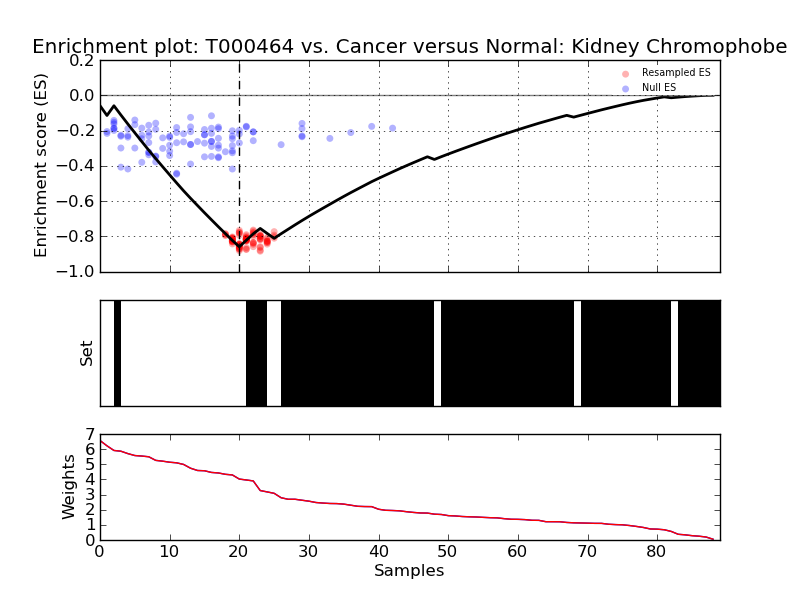 Enrichment plot: T000464 vs. Cancer versus Normal: Kidney Chromophobe
Enrichment score (ES)
0.2
0.0
−0.2
−0.4
−0.6
−0.8
−1.0
Resampled ES
Null ES
Set
Weights
7
6
5
4
3
2
1
0
0 10 20 30 40 50 60 70 80
Samples